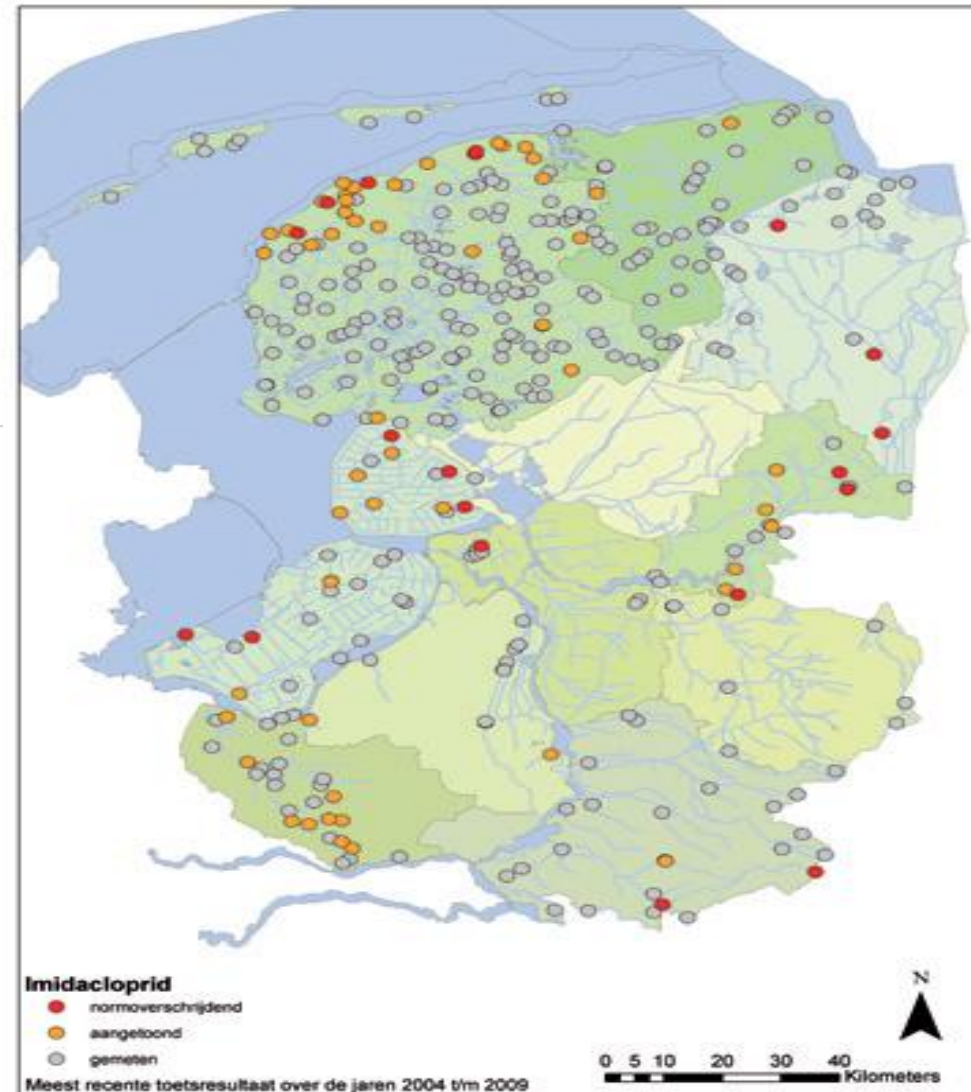 Imidacloprid
normoverschrijdend
aangetoond
gemeten
Meest recente toetsresultaat over de jaren 2004 t/m 2009
N
0 5 10 20 30 40
Kilometers